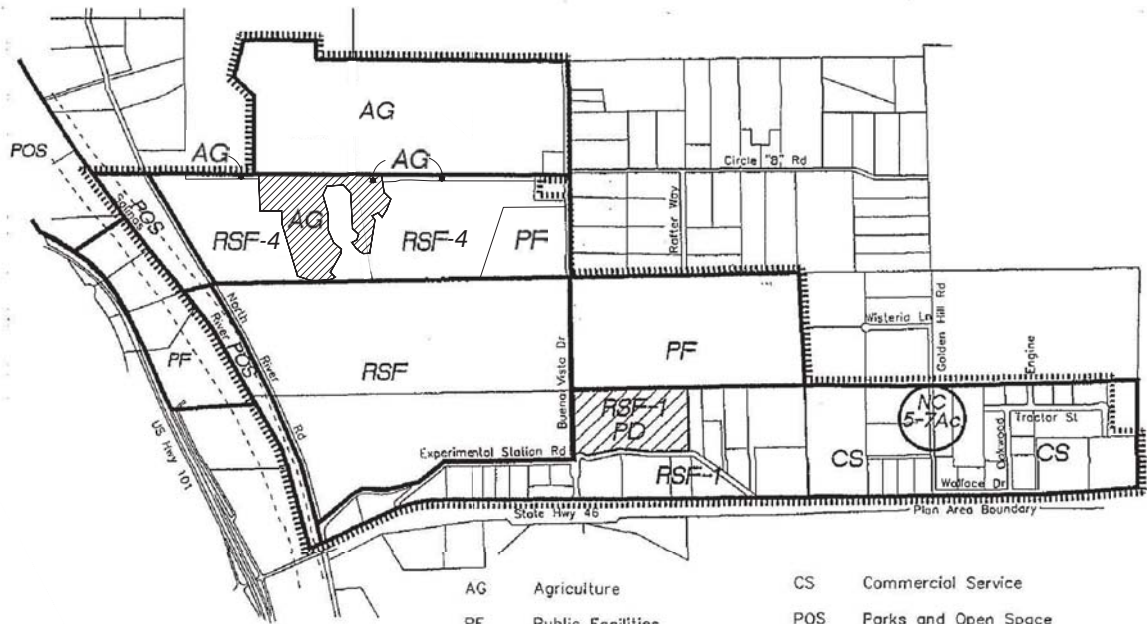 AG
POS
AG
AG
Circle "B" Rd
POS
Salinas
Rafter Way
AG
RSF-4
RSF-4
PF
North
River
Rd
River
POS
PF
RSF
Buena Vista Dr
PF
Wisteria Ln
Golden Hill Rd
Engine
RSF-1
PD
NC
5-7Ac.
Tractor St
Oakwood
US Hwy 101
Experimental Station Rd
RSF-1
CS
CS
Wallace Dr
State Hwy 46
Plan Area Boundary
AG Agriculture
CS Commercial Service
PF Public Facilities
POS Parks and Open Space